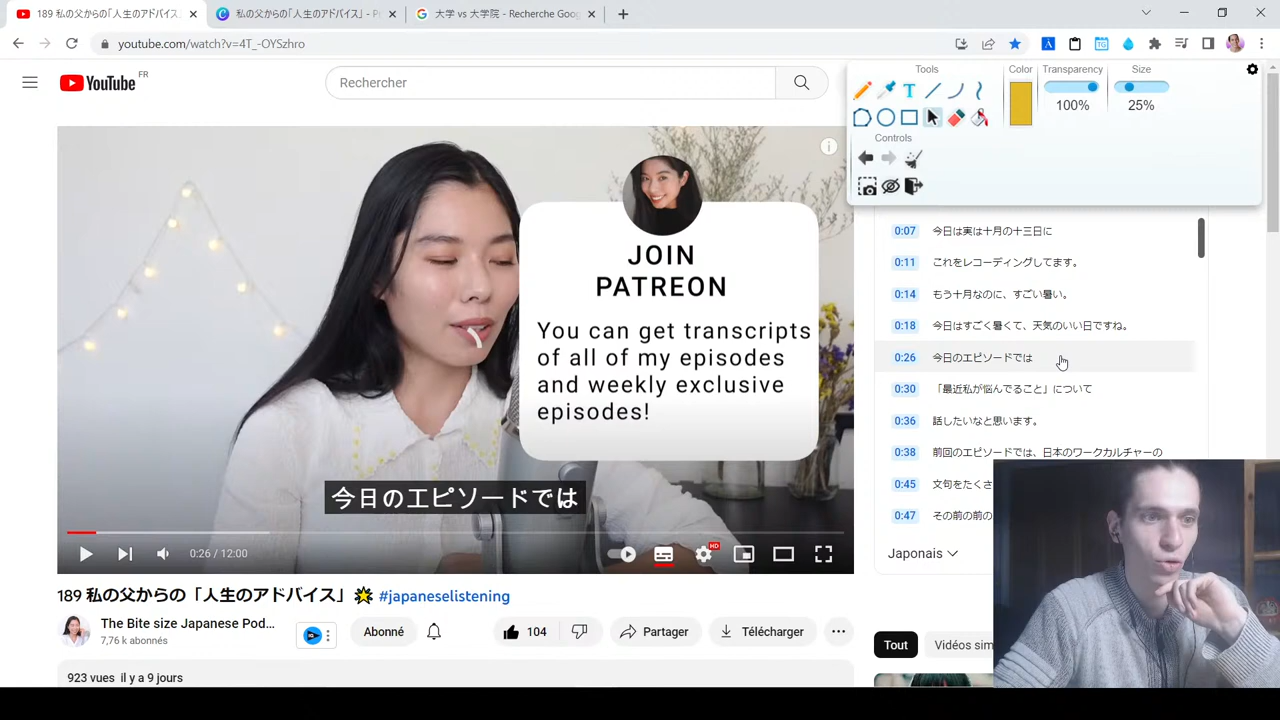 189 私の父からの「人生のアドバイス」
私の父からの「人生のアドバイス」 - P
大学 vs 大学院 - Recherche Goog
youtube.com/watch?v=4T_-OYSzhro
YouTube FR
Rechercher
Tools
Color
Transparency
Size
100%
25%
Controls
JOIN
PATREON
You can get transcripts
of all of my episodes
and weekly exclusive
episodes!
今日のエピソードでは
0:26 / 12:00
HD
0:07 今日は実は十月の十三日に
0:11 これをレコーディングしてます。
0:14 もう十月なのに、すごい暑い。
0:18 今日はすごく暑くて、天気のいい日ですね。
0:26 今日のエピソードでは
0:30 「最近私が悩んでること」について
0:36 話したいなと思います。
0:38 前回のエピソードでは、日本のワークカルチャーの
0:45 文句をたくさ
0:47 その前の前の
Japonais
189 私の父からの「人生のアドバイス」🌟 #japaneselistening
The Bite size Japanese Pod...
7,76 k abonnés
Abonné
104
Partager
Télécharger
Tout
Vidéos sim
923 vues il y a 9 jours